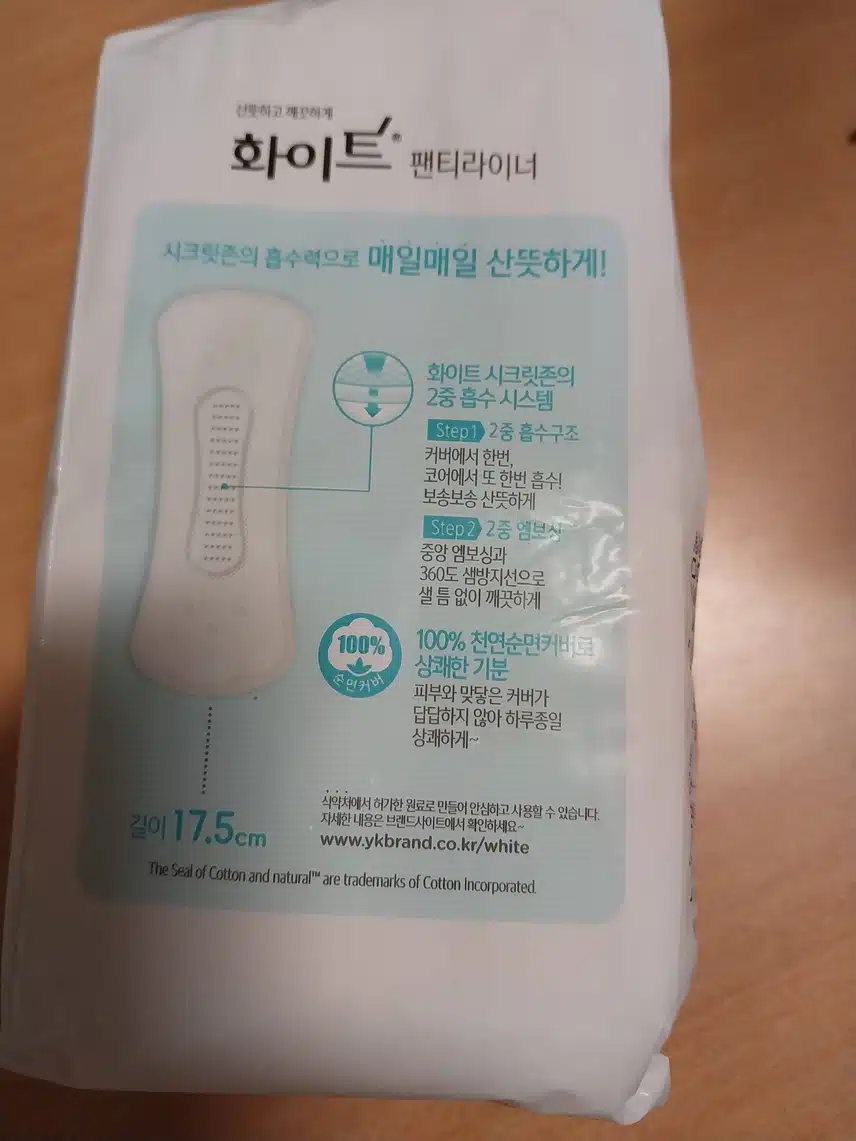 산뜻하고 깨끗하게
화이트® 팬티라이너
시크릿존의 흡수력으로 매일매일 산뜻하게!
화이트 시크릿존의
2중 흡수 시스템
Step1 2중 흡수구조
커버에서 한번,
코어에서 또 한번 흡수!
보송보송 산뜻하게
Step2 2중 엠보싱
중앙 엠보싱과
360도 샘방지선으로
샐 틈 없이 깨끗하게
100%
순면커버
100% 천연순면커버로
상쾌한 기분
피부와 맞닿은 커버가
답답하지 않아 하루종일
상쾌하게~
길이 17.5cm
식약처에서 허가한 원료로 만들어 안심하고 사용할 수 있습니다.
자세한 내용은 브랜드사이트에서 확인하세요~
www.ykbrand.co.kr/white
The Seal of Cotton and natural™ are trademarks of Cotton Incorporated.